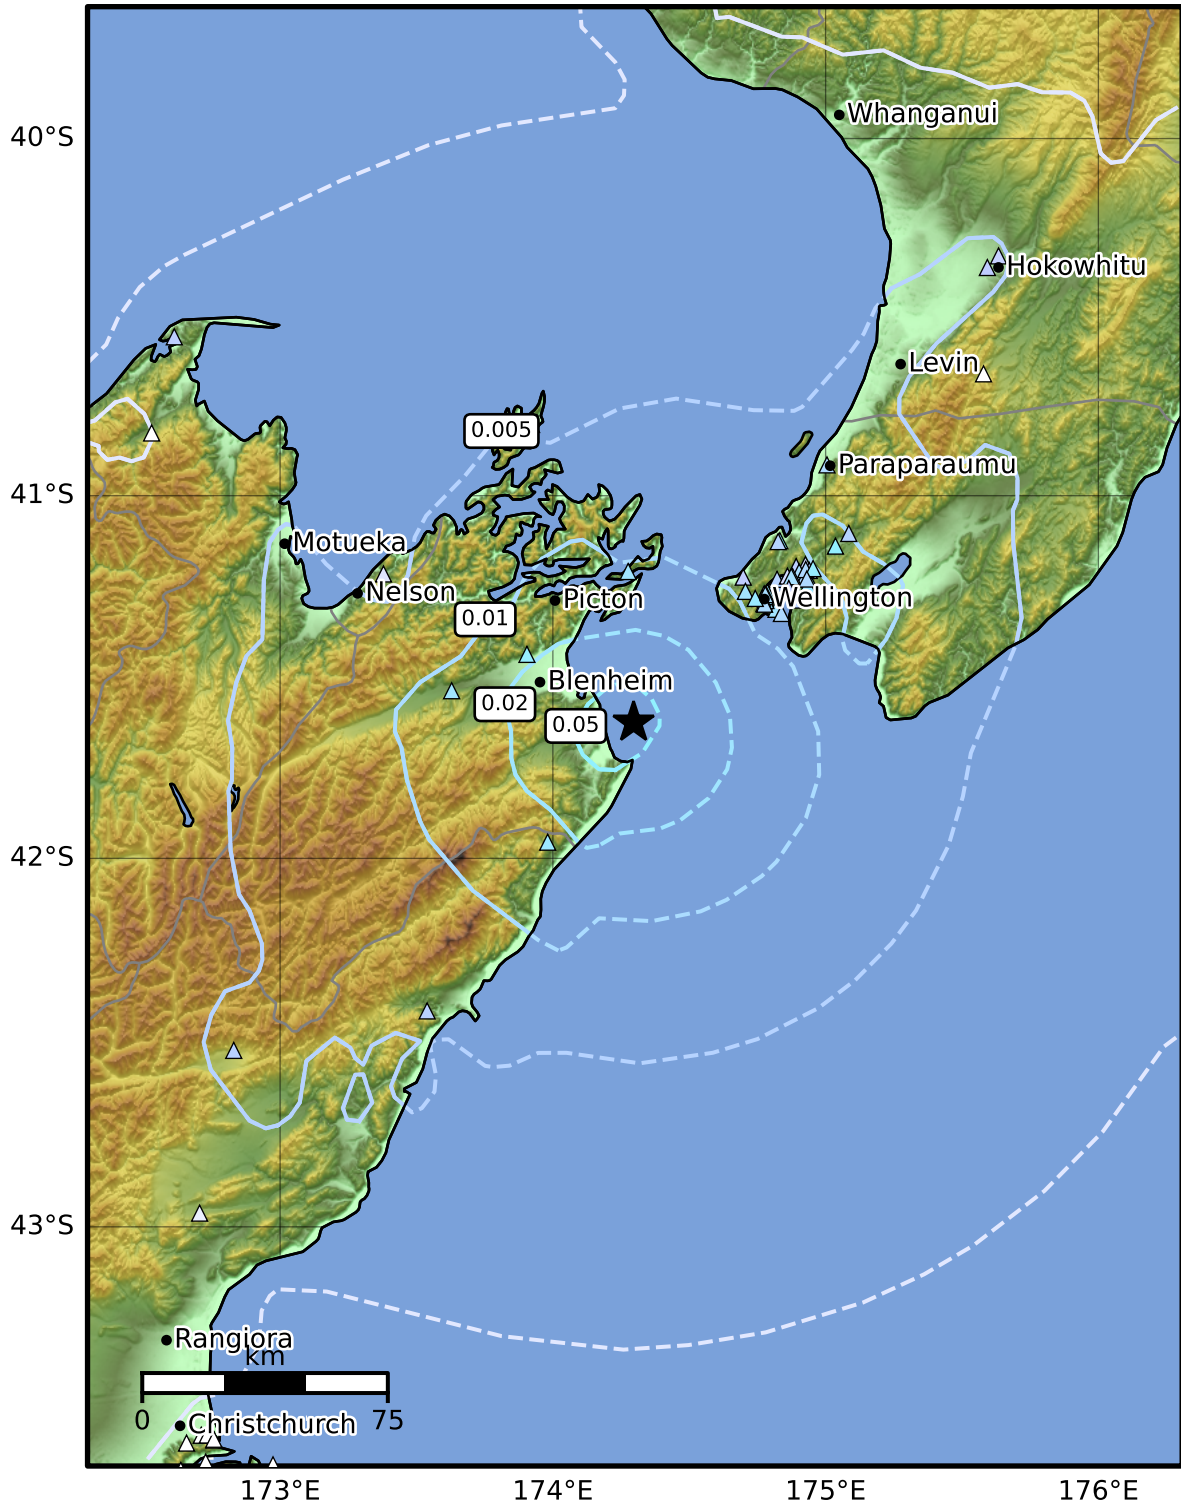 Whanganui
40°S
Hokowhitu
Levin
0.005
Paraparaumu
41°S
Motueka
Nelson
Picton
Wellington
0.01
Blenheim
0.02
0.05
42°S
43°S
Rangiora
km
0
75
Christchurch
173°E
174°E
175°E
176°E